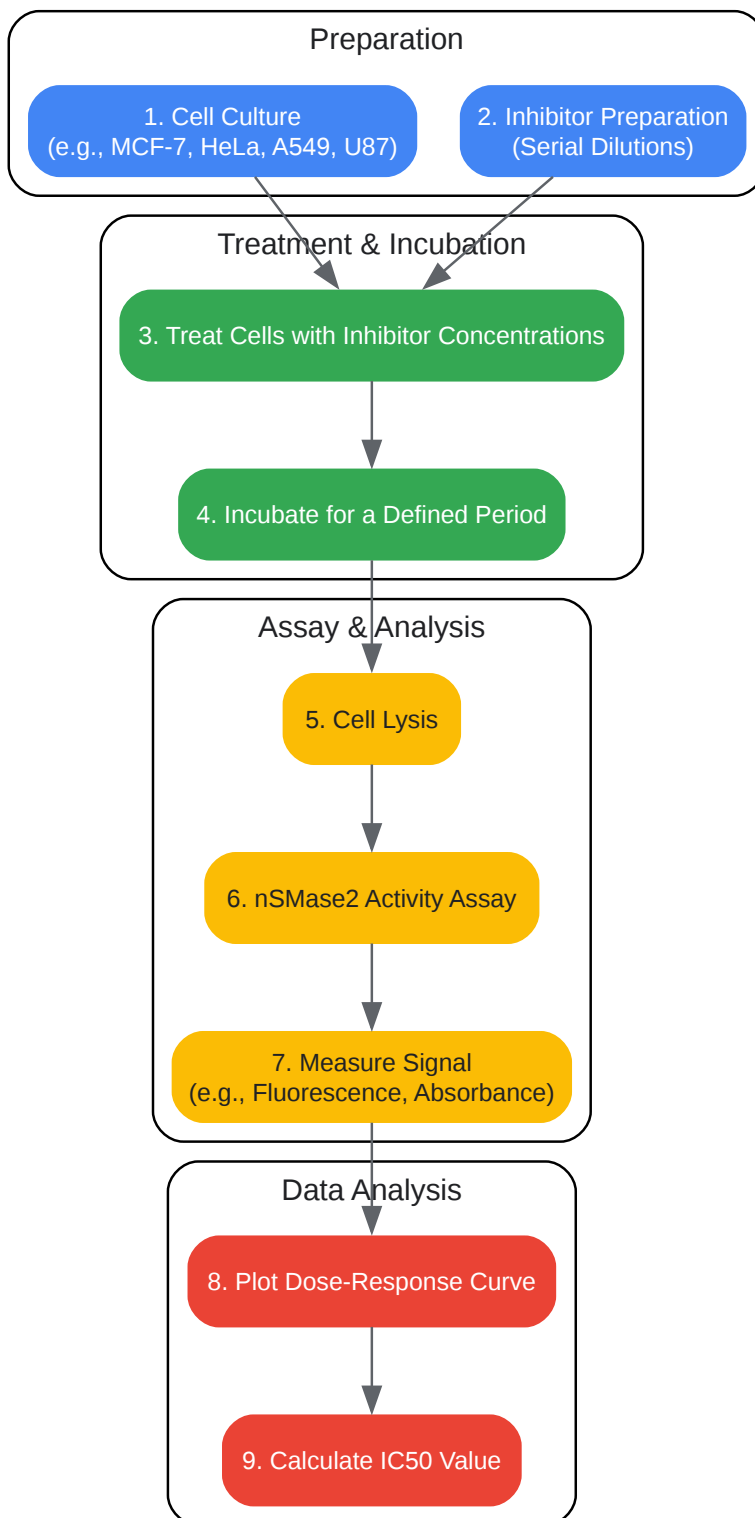 Preparation
1. Cell Culture
(e.g., MCF-7, HeLa, A549, U87)
2. Inhibitor Preparation
(Serial Dilutions)
Treatment & Incubation
3. Treat Cells with Inhibitor Concentrations
4. Incubate for a Defined Period
Assay & Analysis
5. Cell Lysis
6. nSMase2 Activity Assay
7. Measure Signal
(e.g., Fluorescence, Absorbance)
Data Analysis
8. Plot Dose-Response Curve
9. Calculate IC50 Value